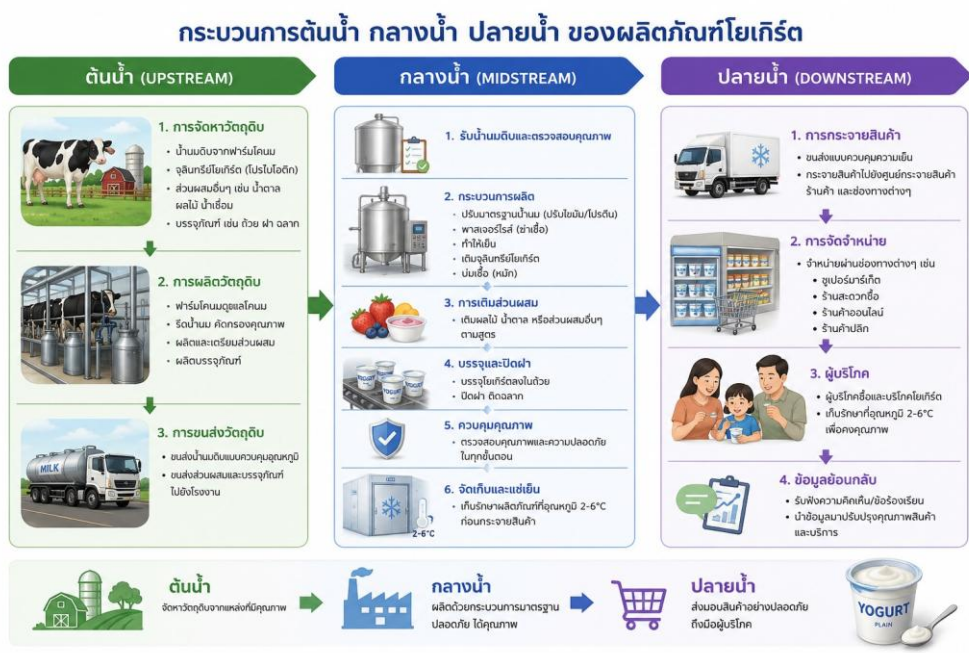 กระบวนการต้นน้ำ กลางน้ำ ปลายน้ำ ของผลิตภัณฑ์โยเกิร์ต
ต้นน้ำ (UPSTREAM)
1. การจัดหาวัตถุดิบ
• น้ำนมดิบจากฟาร์มโคนม
• จุลินทรีย์โยเกิร์ต (โปรไบโอติก)
• ส่วนผสมอื่นๆ เช่น น้ำตาล
ผลไม้ น้ำเชื่อม
• บรรจุภัณฑ์ เช่น ถ้วย ฝา ฉลาก
2. การผลิตวัตถุดิบ
• ฟาร์มโคนมดูแลโคนม
• รีดน้ำนม คัดกรองคุณภาพ
• ผลิตและเตรียมส่วนผสม
• ผลิตบรรจุภัณฑ์
MILK
3. การขนส่งวัตถุดิบ
• ขนส่งน้ำนมดิบแบบควบคุมอุณหภูมิ
• ขนส่งส่วนผสมและบรรจุภัณฑ์
ไปยังโรงงาน
กลางน้ำ (MIDSTREAM)
1. รับน้ำนมดิบและตรวจสอบคุณภาพ
2. กระบวนการผลิต
• ปรับมาตรฐานน้ำนม (ปรับไขมัน/โปรตีน)
• พาสเจอร์ไรส์ (ฆ่าเชื้อ)
• ทำให้เย็น
• เติมจุลินทรีย์โยเกิร์ต
• บ่มเชื้อ (หมัก)
3. การเติมส่วนผสม
• เติมผลไม้ น้ำตาล หรือส่วนผสมอื่นๆ
ตามสูตร
YOGURT YOGURT YOGURT
4. บรรจุและปิดฝา
• บรรจุโยเกิร์ตลงในถ้วย
• ปิดฝา ติดฉลาก
5. ควบคุมคุณภาพ
• ตรวจสอบคุณภาพและความปลอดภัย
ในทุกขั้นตอน
6. จัดเก็บและแช่เย็น
• เก็บรักษาผลิตภัณฑ์ที่อุณหภูมิ 2-6°C
ก่อนกระจายสินค้า
2-6°C
ปลายน้ำ (DOWNSTREAM)
1. การกระจายสินค้า
• ขนส่งแบบควบคุมความเย็น
• กระจายสินค้าไปยังศูนย์กระจายสินค้า
ร้านค้า และช่องทางต่างๆ
2. การจัดจำหน่าย
• จำหน่ายผ่านช่องทางต่างๆ เช่น
• ซูเปอร์มาร์เก็ต
• ร้านสะดวกซื้อ
• ร้านค้าออนไลน์
• ร้านค้าปลีก
3. ผู้บริโภค
• ผู้บริโภคซื้อและบริโภคโยเกิร์ต
• เก็บรักษาที่อุณหภูมิ 2-6°C
เพื่อคงคุณภาพ
4. ข้อมูลย้อนกลับ
• รับฟังความคิดเห็น/ข้อร้องเรียน
• นำข้อมูลมาปรับปรุงคุณภาพสินค้า
และบริการ
ต้นน้ำ
จัดหาวัตถุดิบจากแหล่งที่มีคุณภาพ
กลางน้ำ
ผลิตด้วยกระบวนการมาตรฐาน
ปลอดภัย ได้คุณภาพ
ปลายน้ำ
ส่งมอบสินค้าอย่างปลอดภัย
ถึงมือผู้บริโภค
YOGURT
PLAIN